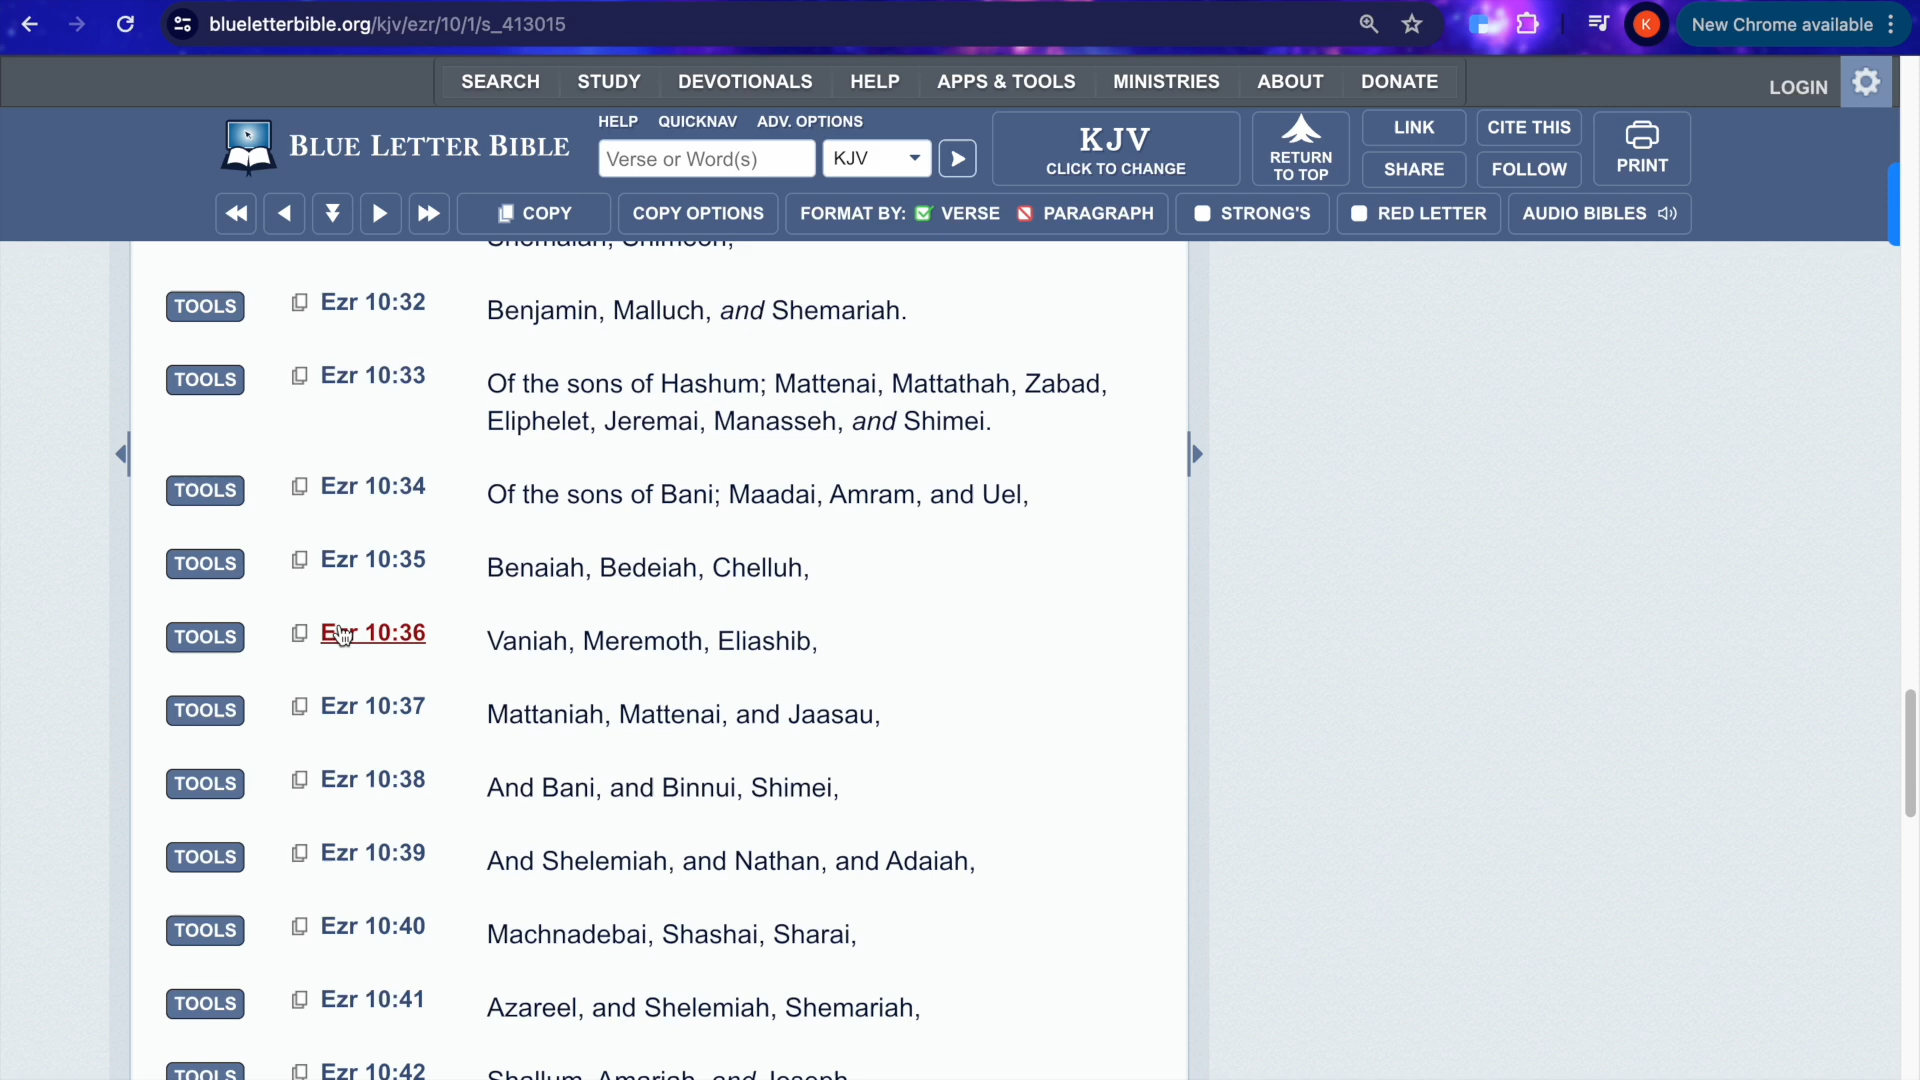 blueletterbible.org/kjv/ezr/10/1/s_413015
K
New Chrome available
SEARCH STUDY DEVOTIONALS HELP APPS & TOOLS MINISTRIES ABOUT DONATE
LOGIN
BLUE LETTER BIBLE
HELP QUICKNAV ADV. OPTIONS
Verse or Word(s)
KJV
KJV
CLICK TO CHANGE
RETURN
TO TOP
LINK
CITE THIS
SHARE
FOLLOW
PRINT
COPY
COPY OPTIONS
FORMAT BY: VERSE PARAGRAPH
STRONG'S
RED LETTER
AUDIO BIBLES
Shemaiah, Shimeon,
TOOLS Ezr 10:32 Benjamin, Malluch, and Shemariah.
TOOLS Ezr 10:33 Of the sons of Hashum; Mattenai, Mattathah, Zabad,
Eliphelet, Jeremai, Manasseh, and Shimei.
TOOLS Ezr 10:34 Of the sons of Bani; Maadai, Amram, and Uel,
TOOLS Ezr 10:35 Benaiah, Bedeiah, Chelluh,
TOOLS Ezr 10:36 Vaniah, Meremoth, Eliashib,
TOOLS Ezr 10:37 Mattaniah, Mattenai, and Jaasau,
TOOLS Ezr 10:38 And Bani, and Binnui, Shimei,
TOOLS Ezr 10:39 And Shelemiah, and Nathan, and Adaiah,
TOOLS Ezr 10:40 Machnadebai, Shashai, Sharai,
TOOLS Ezr 10:41 Azareel, and Shelemiah, Shemariah,
TOOLS Ezr 10:42 Shallum, Amariah, and Joseph.